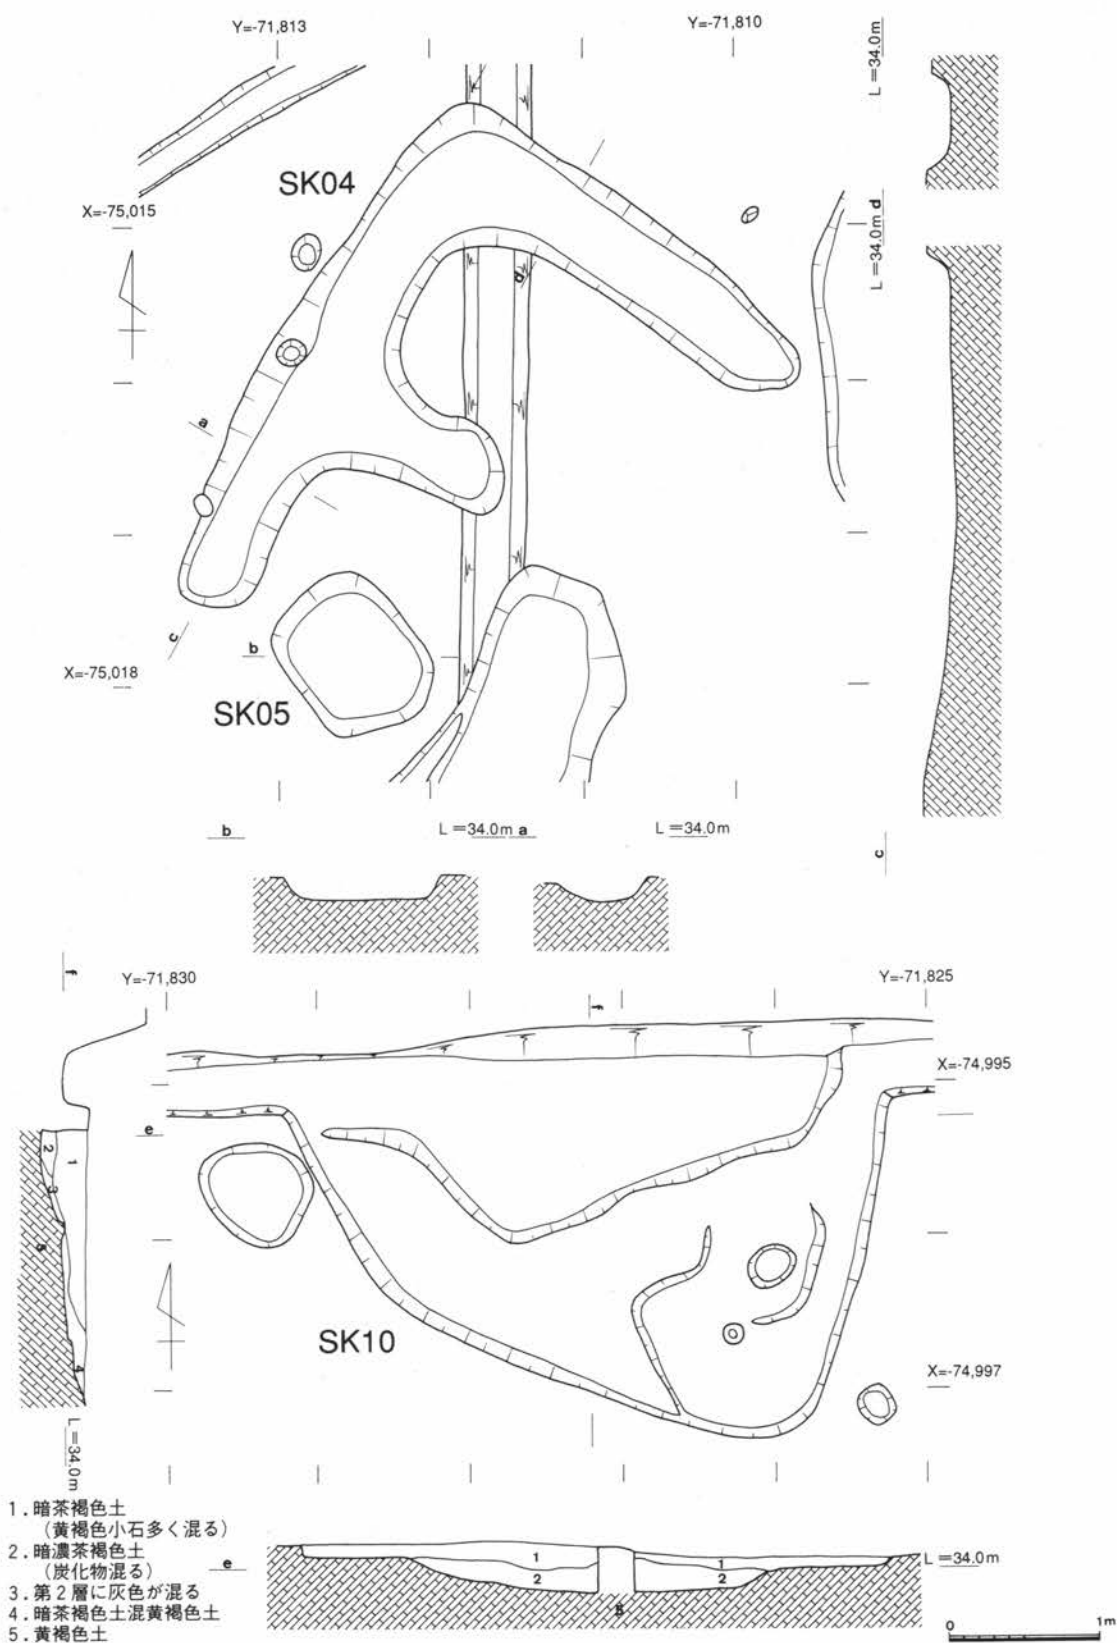 Y=-71,813
Y=-71,810
L=34.0m
SK04
X=-75,015
L=34.0m d
d
a
c
b
X=-75,018
SK05
b
L=34.0m a
L=34.0m
c
f
Y=-71,830
f
Y=-71,825
X=-74,995
e
2
1
3
5
SK10
4
X=-74,997
L=34.0m
1.暗茶褐色土
(黄褐色小石多く混る)
2.暗濃茶褐色土
(炭化物混る)
3.第2層に灰色が混る
4.暗茶褐色土混黄褐色土
5.黄褐色土
e
1
1
L=34.0m
2
2
5
0
1m